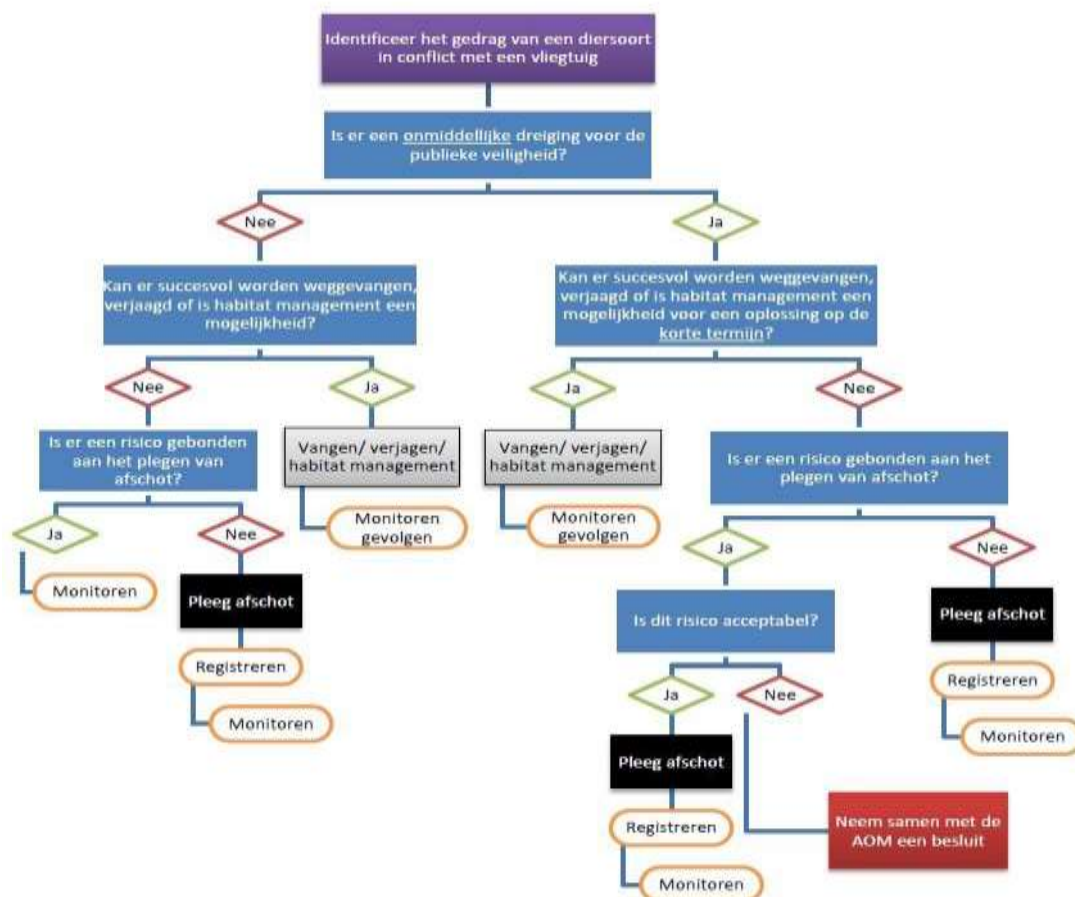 Identificeer het gedrag van een diersoort
in conflict met een vliegtuig
Is er een onmiddellijke dreiging voor de
publieke veiligheid?
Nee
Ja
Kan er succesvol worden weggevangen,
verjaagd of is habitat management een
mogelijkheid?
Kan er succesvol worden weggevangen,
verjaagd of is habitat management een
mogelijkheid voor een oplossing op de
korte termijn?
Nee
Ja
Ja
Nee
Is er een risico gebonden
aan het plegen van
afschot?
Vangen/ verjagen/
habitat management
Vangen/ verjagen/
habitat management
Is er een risico gebonden aan het
plegen van afschot?
Monitoren
gevolgen
Monitoren
gevolgen
Ja
Nee
Ja
Nee
Monitoren
Pleeg afschot
Is dit risico acceptabel?
Pleeg afschot
Registreren
Registreren
Monitoren
Ja
Nee
Monitoren
Pleeg afschot
Registreren
Neem samen met de
AOM een besluit
Monitoren